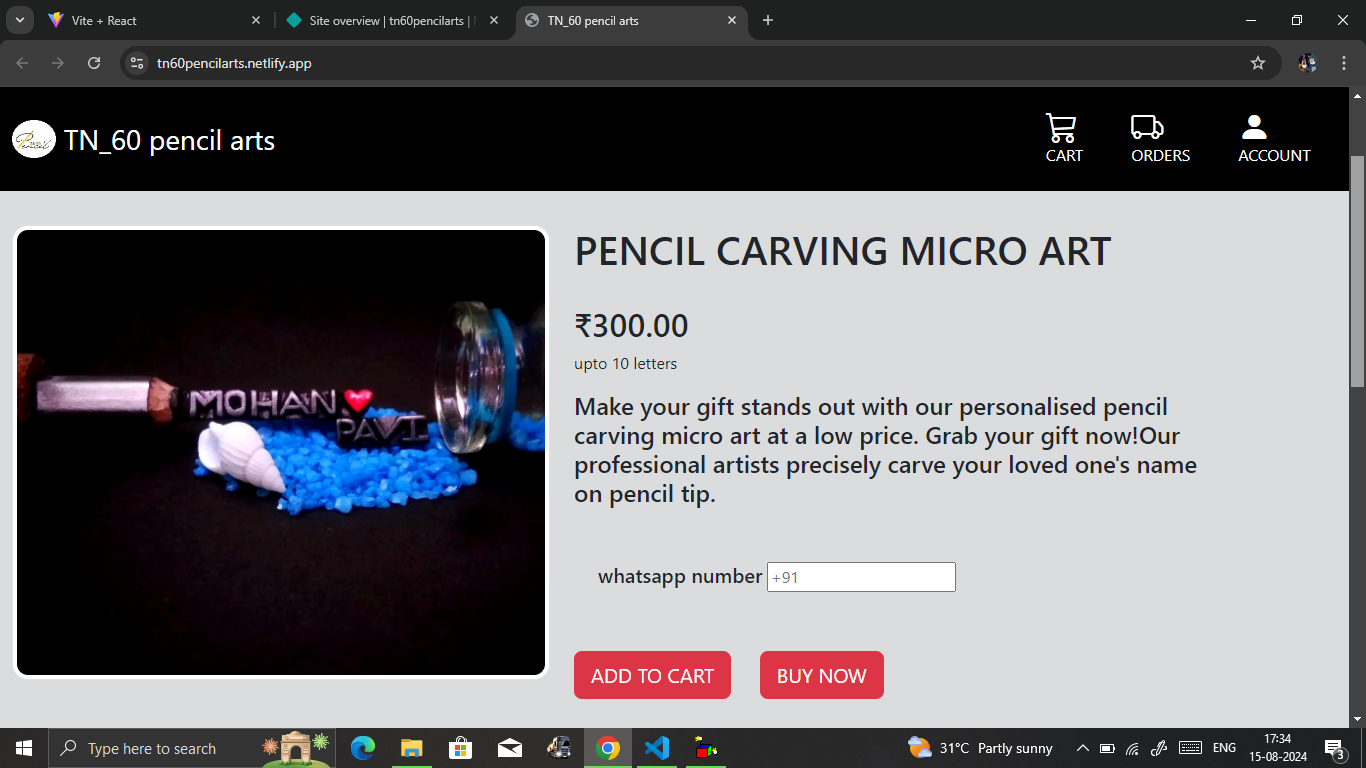 Vite + React
Site overview | tn60pencilarts |
TN_60 pencil arts
tn60pencilarts.netlify.app
Pencil
TN_60 pencil arts
CART
ORDERS
ACCOUNT
MOHAN
PAVI
PENCIL CARVING MICRO ART
₹300.00
upto 10 letters
Make your gift stands out with our personalised pencil
carving micro art at a low price. Grab your gift now!Our
professional artists precisely carve your loved one's name
on pencil tip.
whatsapp number +91
ADD TO CART
BUY NOW
Type here to search
31°C Partly sunny
ENG
17:34
15-08-2024
3